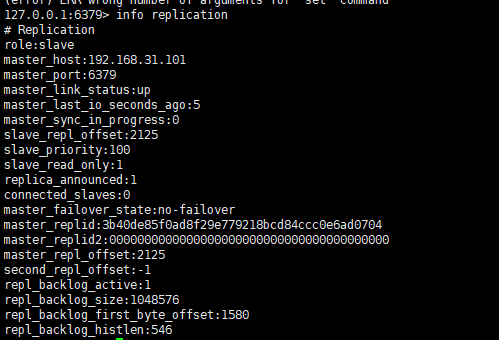 (error) ERR wrong number of arguments for 'set' command
127.0.0.1:6379> info replication
# Replication
role:slave
master_host:192.168.31.101
master_port:6379
master_link_status:up
master_last_io_seconds_ago:5
master_sync_in_progress:0
slave_repl_offset:2125
slave_priority:100
slave_read_only:1
replica_announced:1
connected_slaves:0
master_failover_state:no-failover
master_replid:3b40de85f0ad8f29e779218bcd84ccc0e6ad0704
master_replid2:0000000000000000000000000000000000000000
master_repl_offset:2125
second_repl_offset:-1
repl_backlog_active:1
repl_backlog_size:1048576
repl_backlog_first_byte_offset:1580
repl_backlog_histlen:546